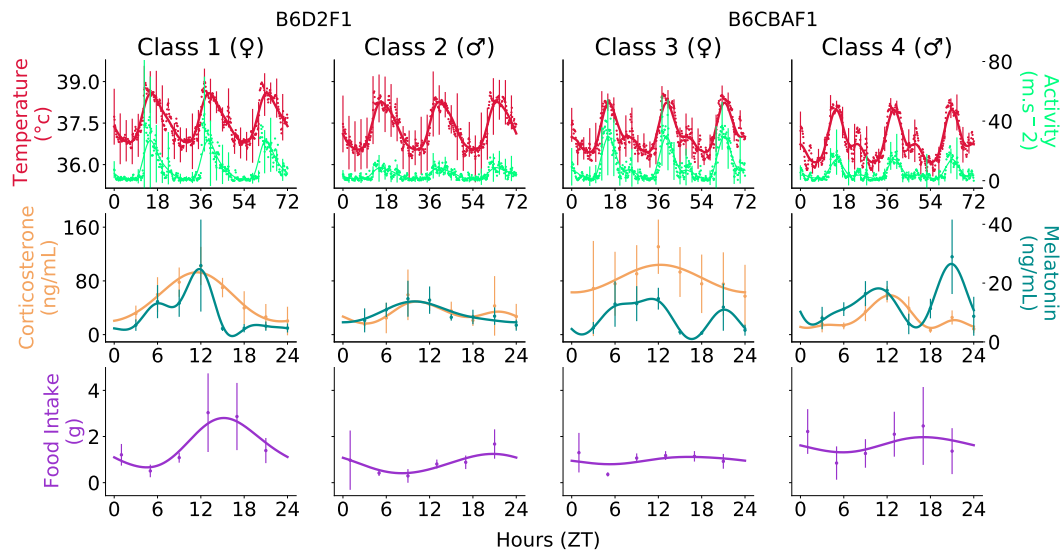 B6D2F1 B6CBAF1
Class 1 (♀) Class 2 (♂) Class 3 (♀) Class 4 (♂)
Temperature
(°c)
39.0
37.5
36.0
-80
-40
-0
Activity
(m.s−2)
0 18 36 54 72 0 18 36 54 72 0 18 36 54 72 0 18 36 54 72
Corticosterone
(ng/mL)
160
80
0
-40
-20
-0
Melatonin
(ng/mL)
0 6 12 18 24 0 6 12 18 24 0 6 12 18 24 0 6 12 18 24
Food Intake
(g)
4
2
0
0 6 12 18 24 0 6 12 18 24 0 6 12 18 24 0 6 12 18 24
Hours (ZT)